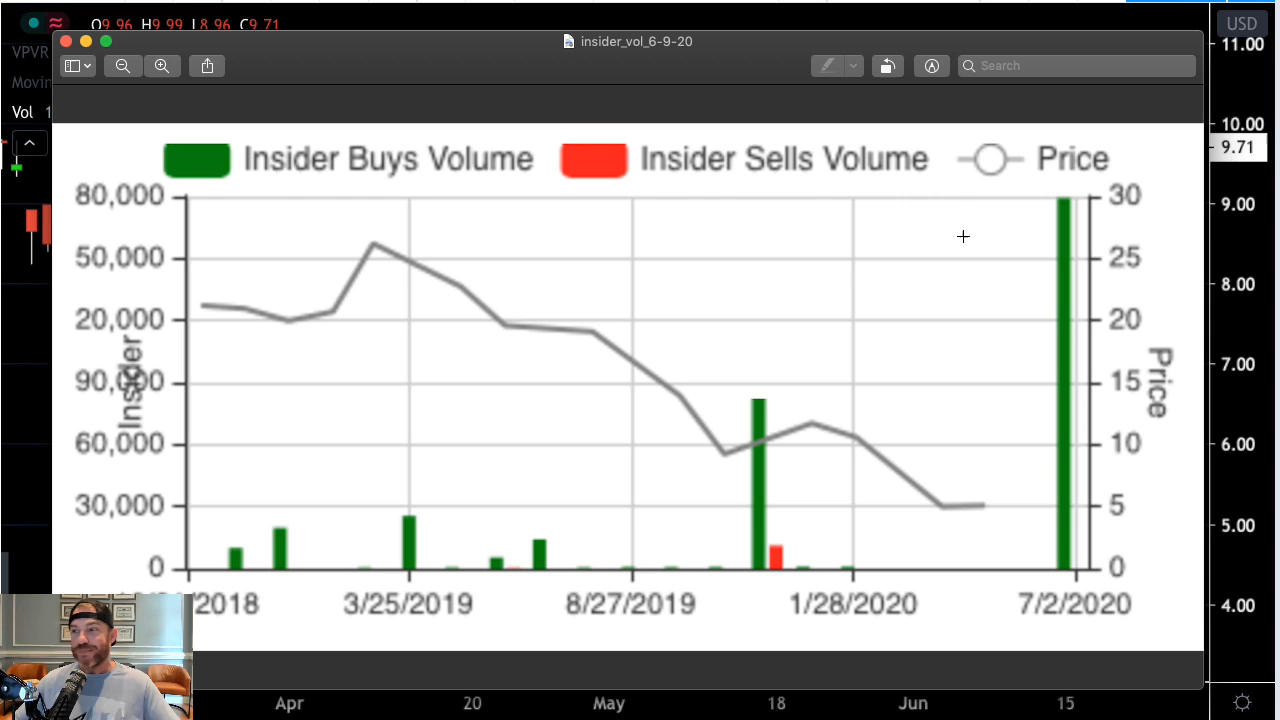 O9.96 H9.99 L8.96 C9.71
USD
VPVR
insider_vol_6-9-20
11.00
Movin
Search
Vol 1
10.00
9.71
Insider Buys Volume Insider Sells Volume Price
80,000 30
9.00
50,000 25
8.00
20,000 20
7.00
90,000 15
Insider
Price
60,000 10
6.00
30,000 5
5.00
0 0
2018 3/25/2019 8/27/2019 1/28/2020 7/2/2020
4.00
Apr 20 May 18 Jun 15